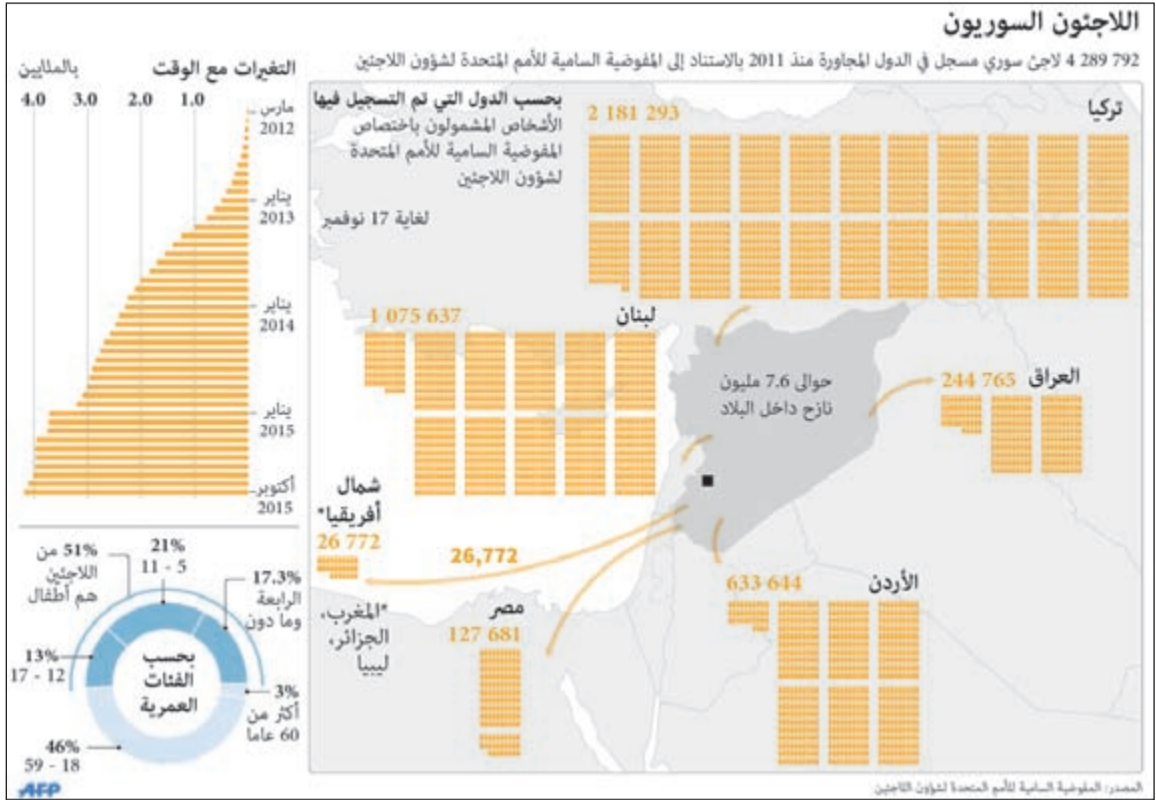 اللاجئون السوريون
4 289 792 لاجئ سوري مسجل في الدول المجاورة منذ 2011 بالاستناد إلى المفوضية السامية للأمم المتحدة لشؤون اللاجئين
بحسب الدول التي تم التسجيل فيها
الأشخاص المشمولون باختصاص
المفوضية السامية للأمم المتحدة
لشؤون اللاجئين
لغاية 17 نوفمبر
تركيا
2 181 293
لبنان
1 075 637
العراق
244 765
حوالى 7.6 مليون
نازح داخل البلاد
الأردن
633 644
مصر
127 681
شمال
أفريقيا*
26 772
26,772
*المغرب،
الجزائر،
ليبيا
التغيرات مع الوقت
بالملايين
4.0 3.0 2.0 1.0
مارس
2012
يناير
2013
يناير
2014
يناير
2015
أكتوبر
2015
51% من
اللاجئين
هم أطفال
21%
11 - 5
17.3%
الرابعة
وما دون
13%
17 - 12
بحسب
الفئات
العمرية
3%
أكثر من
60 عاما
46%
59 - 18
AFP
المصدر: المفوضية السامية للأمم المتحدة لشؤون اللاجئين